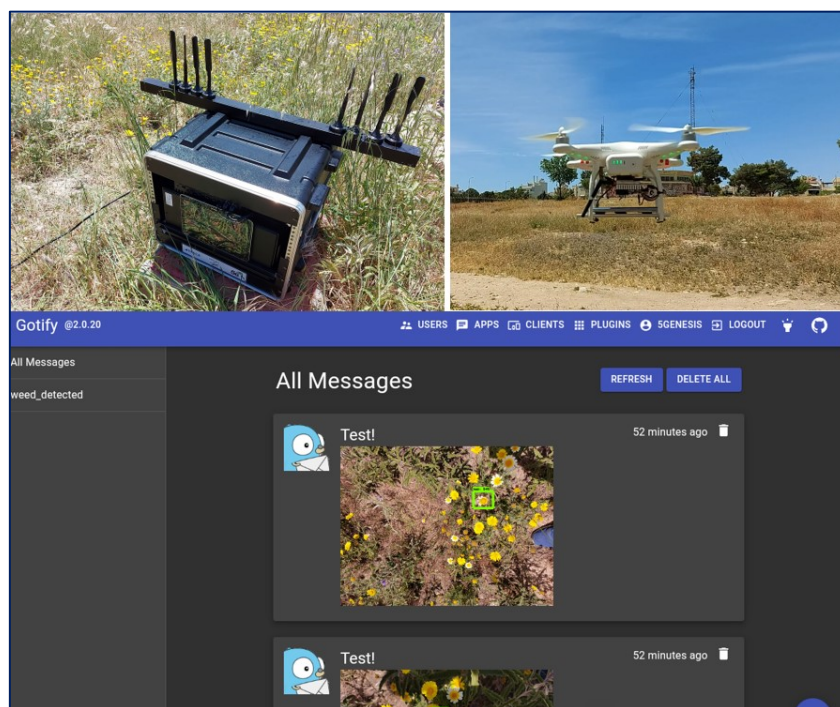 Gotify @2.0.20
USERS APPS CLIENTS PLUGINS 5GENESIS LOGOUT
All Messages
weed_detected
All Messages
REFRESH DELETE ALL
Test!
52 minutes ago
Test!
52 minutes ago